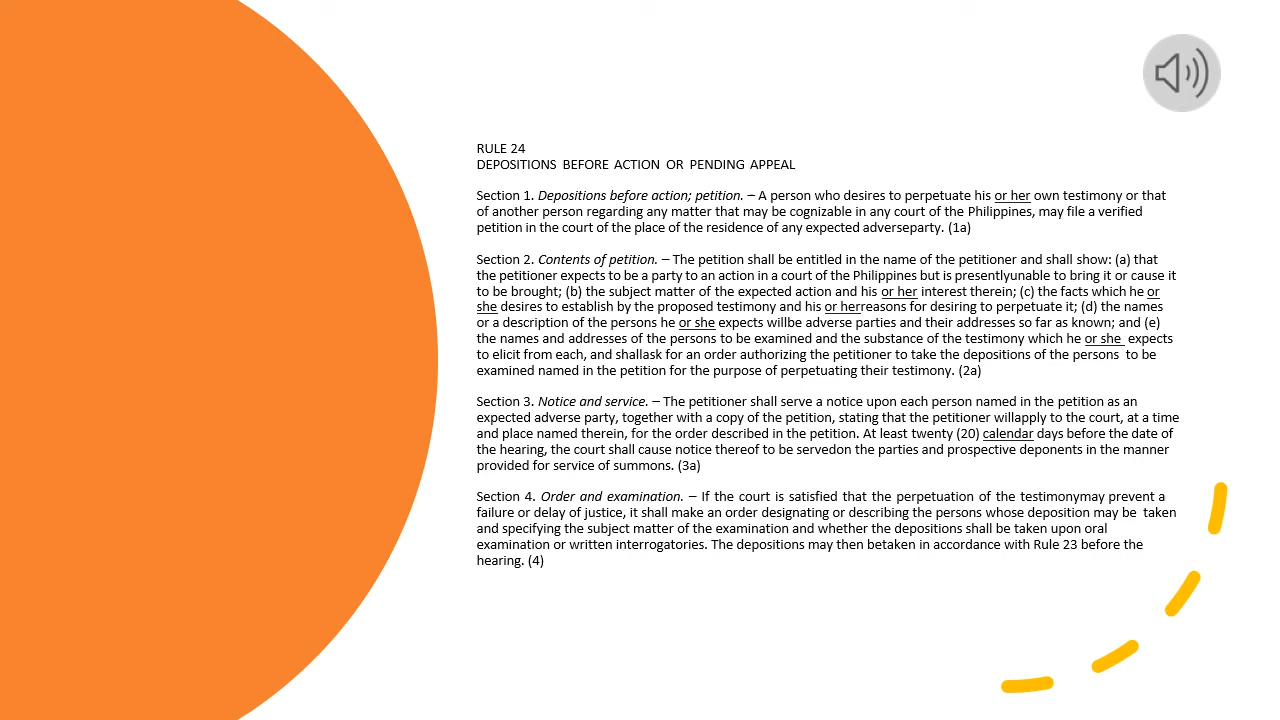 RULE 24
DEPOSITIONS BEFORE ACTION OR PENDING APPEAL
Section 1. Depositions before action; petition. – A person who desires to perpetuate his or her own testimony or that
of another person regarding any matter that may be cognizable in any court of the Philippines, may file a verified
petition in the court of the place of the residence of any expected adverseparty. (1a)
Section 2. Contents of petition. – The petition shall be entitled in the name of the petitioner and shall show: (a) that
the petitioner expects to be a party to an action in a court of the Philippines but is presentlyunable to bring it or cause it
to be brought; (b) the subject matter of the expected action and his or her interest therein; (c) the facts which he or
she desires to establish by the proposed testimony and his or herreasons for desiring to perpetuate it; (d) the names
or a description of the persons he or she expects willbe adverse parties and their addresses so far as known; and (e)
the names and addresses of the persons to be examined and the substance of the testimony which he or she expects
to elicit from each, and shallask for an order authorizing the petitioner to take the depositions of the persons to be
examined named in the petition for the purpose of perpetuating their testimony. (2a)
Section 3. Notice and service. – The petitioner shall serve a notice upon each person named in the petition as an
expected adverse party, together with a copy of the petition, stating that the petitioner willapply to the court, at a time
and place named therein, for the order described in the petition. At least twenty (20) calendar days before the date of
the hearing, the court shall cause notice thereof to be servedon the parties and prospective deponents in the manner
provided for service of summons. (3a)
Section 4. Order and examination. – If the court is satisfied that the perpetuation of the testimonymay prevent a
failure or delay of justice, it shall make an order designating or describing the persons whose deposition may be taken
and specifying the subject matter of the examination and whether the depositions shall be taken upon oral
examination or written interrogatories. The depositions may then betaken in accordance with Rule 23 before the
hearing. (4)